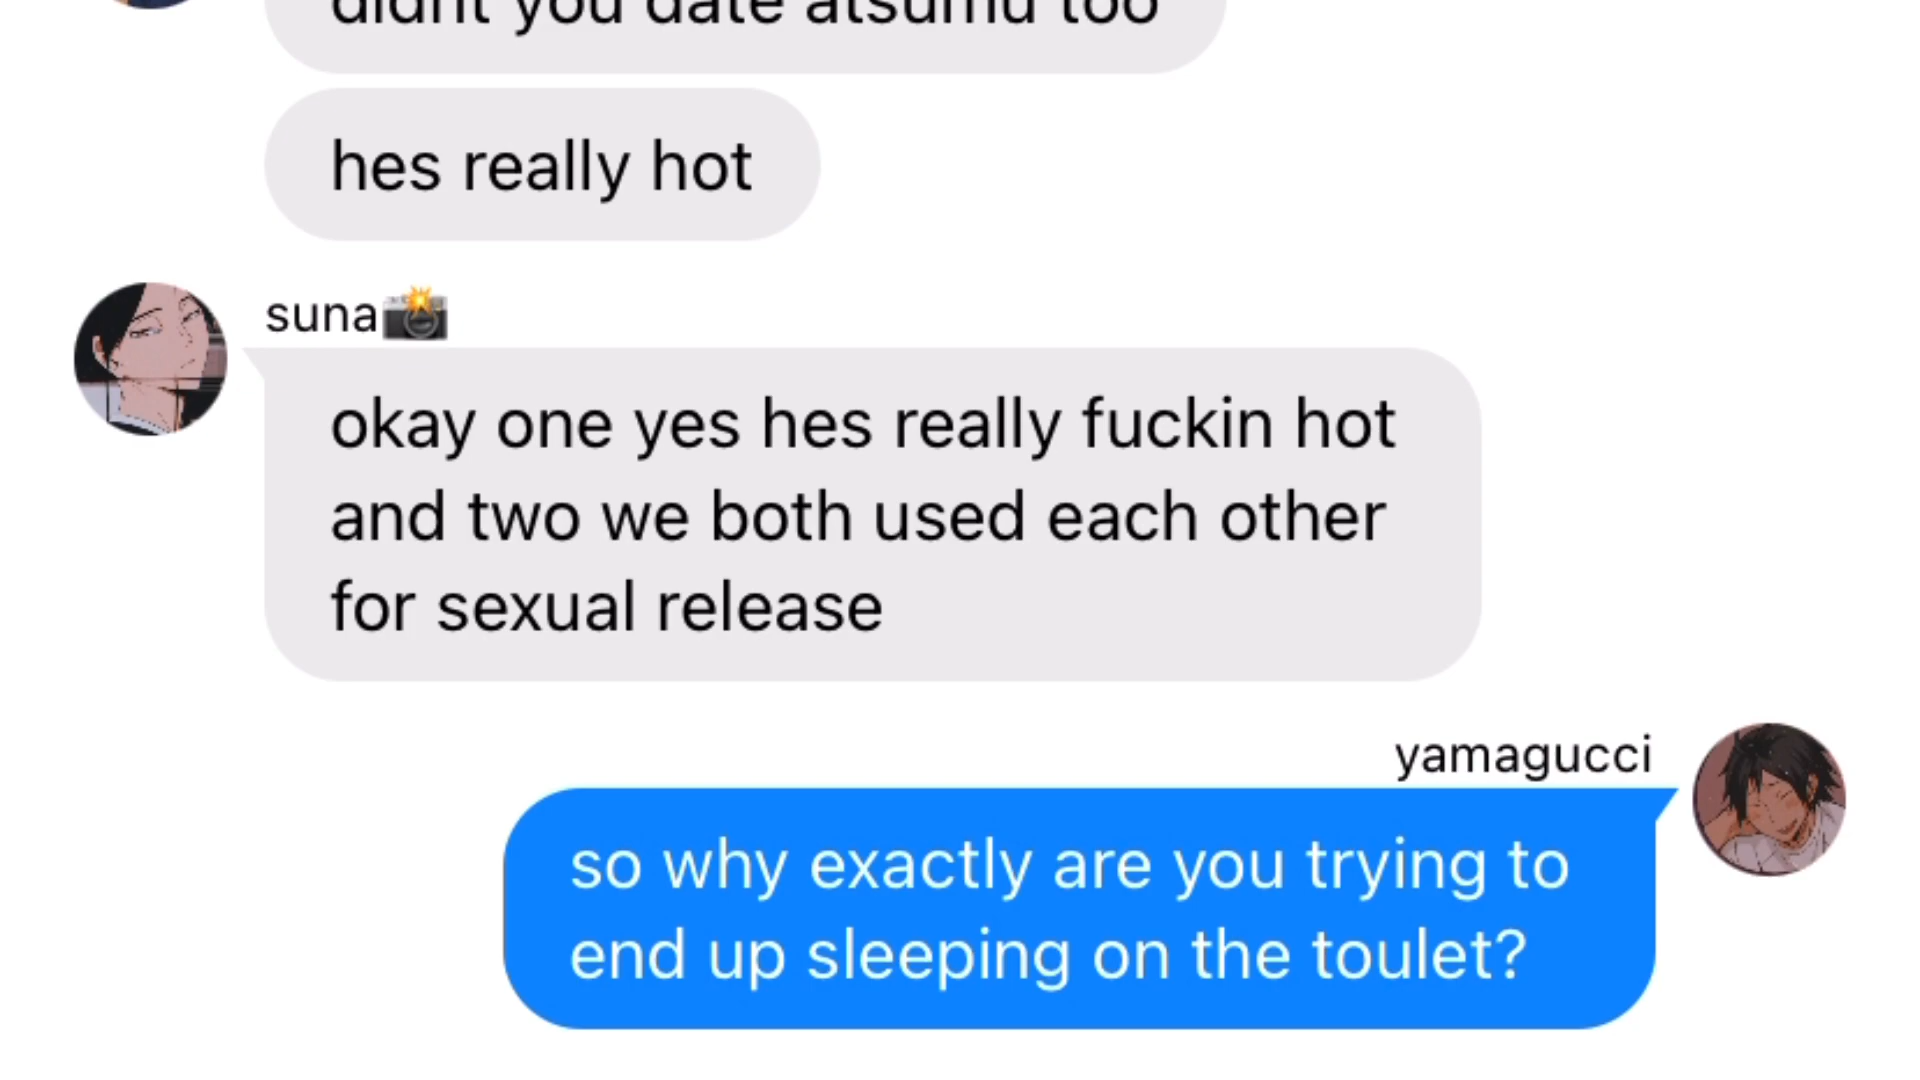 didnt you date atsumu too
hes really hot
suna📸
okay one yes hes really fuckin hot
and two we both used each other
for sexual release
yamagucci
so why exactly are you trying to
end up sleeping on the toulet?